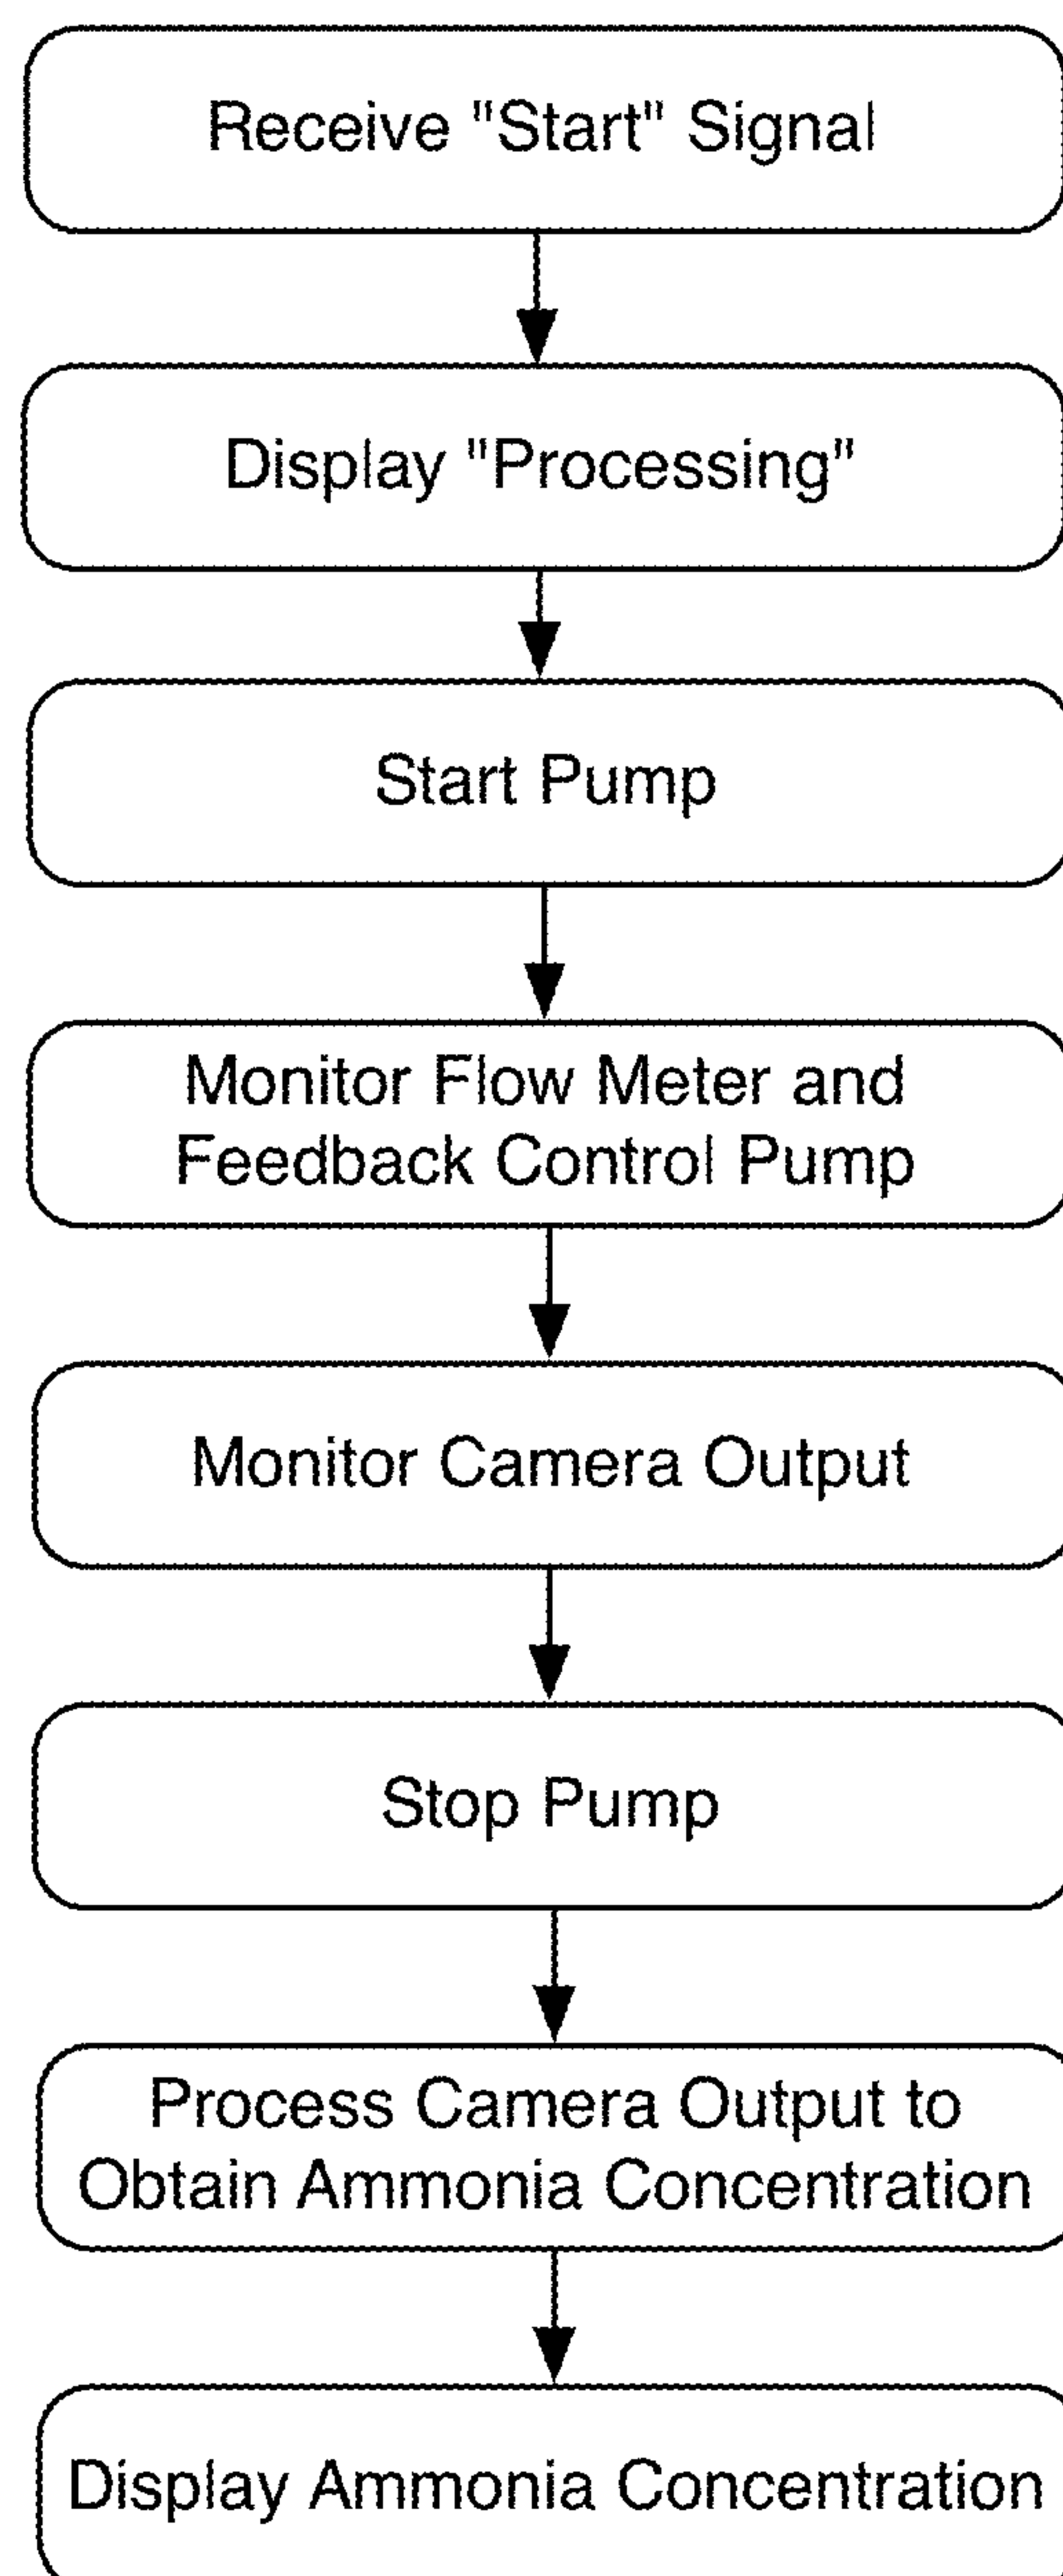 Receive "Start" Signal
Display "Processing"
Start Pump
Monitor Flow Meter and
Feedback Control Pump
Monitor Camera Output
Stop Pump
Process Camera Output to
Obtain Ammonia Concentration
Display Ammonia Concentration